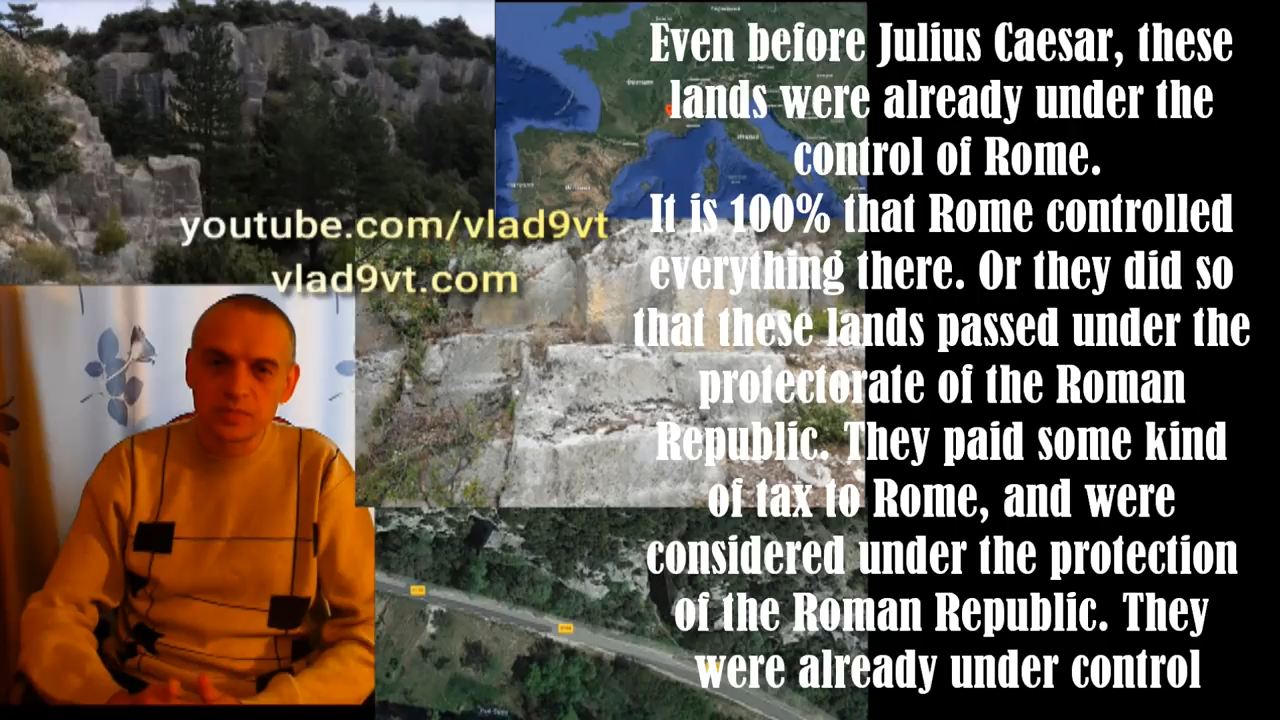 Even before Julius Caesar, these
lands were already under the
control of Rome.
It is 100% that Rome controlled
everything there. Or they did so
that these lands passed under the
protectorate of the Roman
Republic. They paid some kind
of tax to Rome, and were
considered under the protection
of the Roman Republic. They
were already under control
youtube.com/vlad9vt
vlad9vt.com